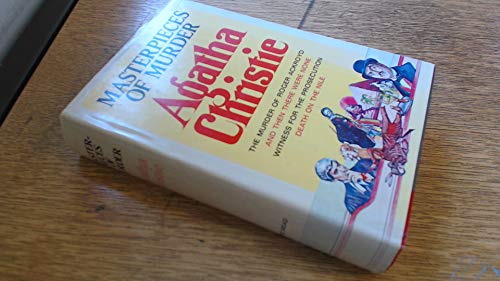 MASTERPIECES
OF MURDER
Agatha
Christie
THE MURDER OF ROGER ACKROYD
AND THEN THERE WERE NONE
WITNESS FOR THE PROSECUTION
DEATH ON THE NILE